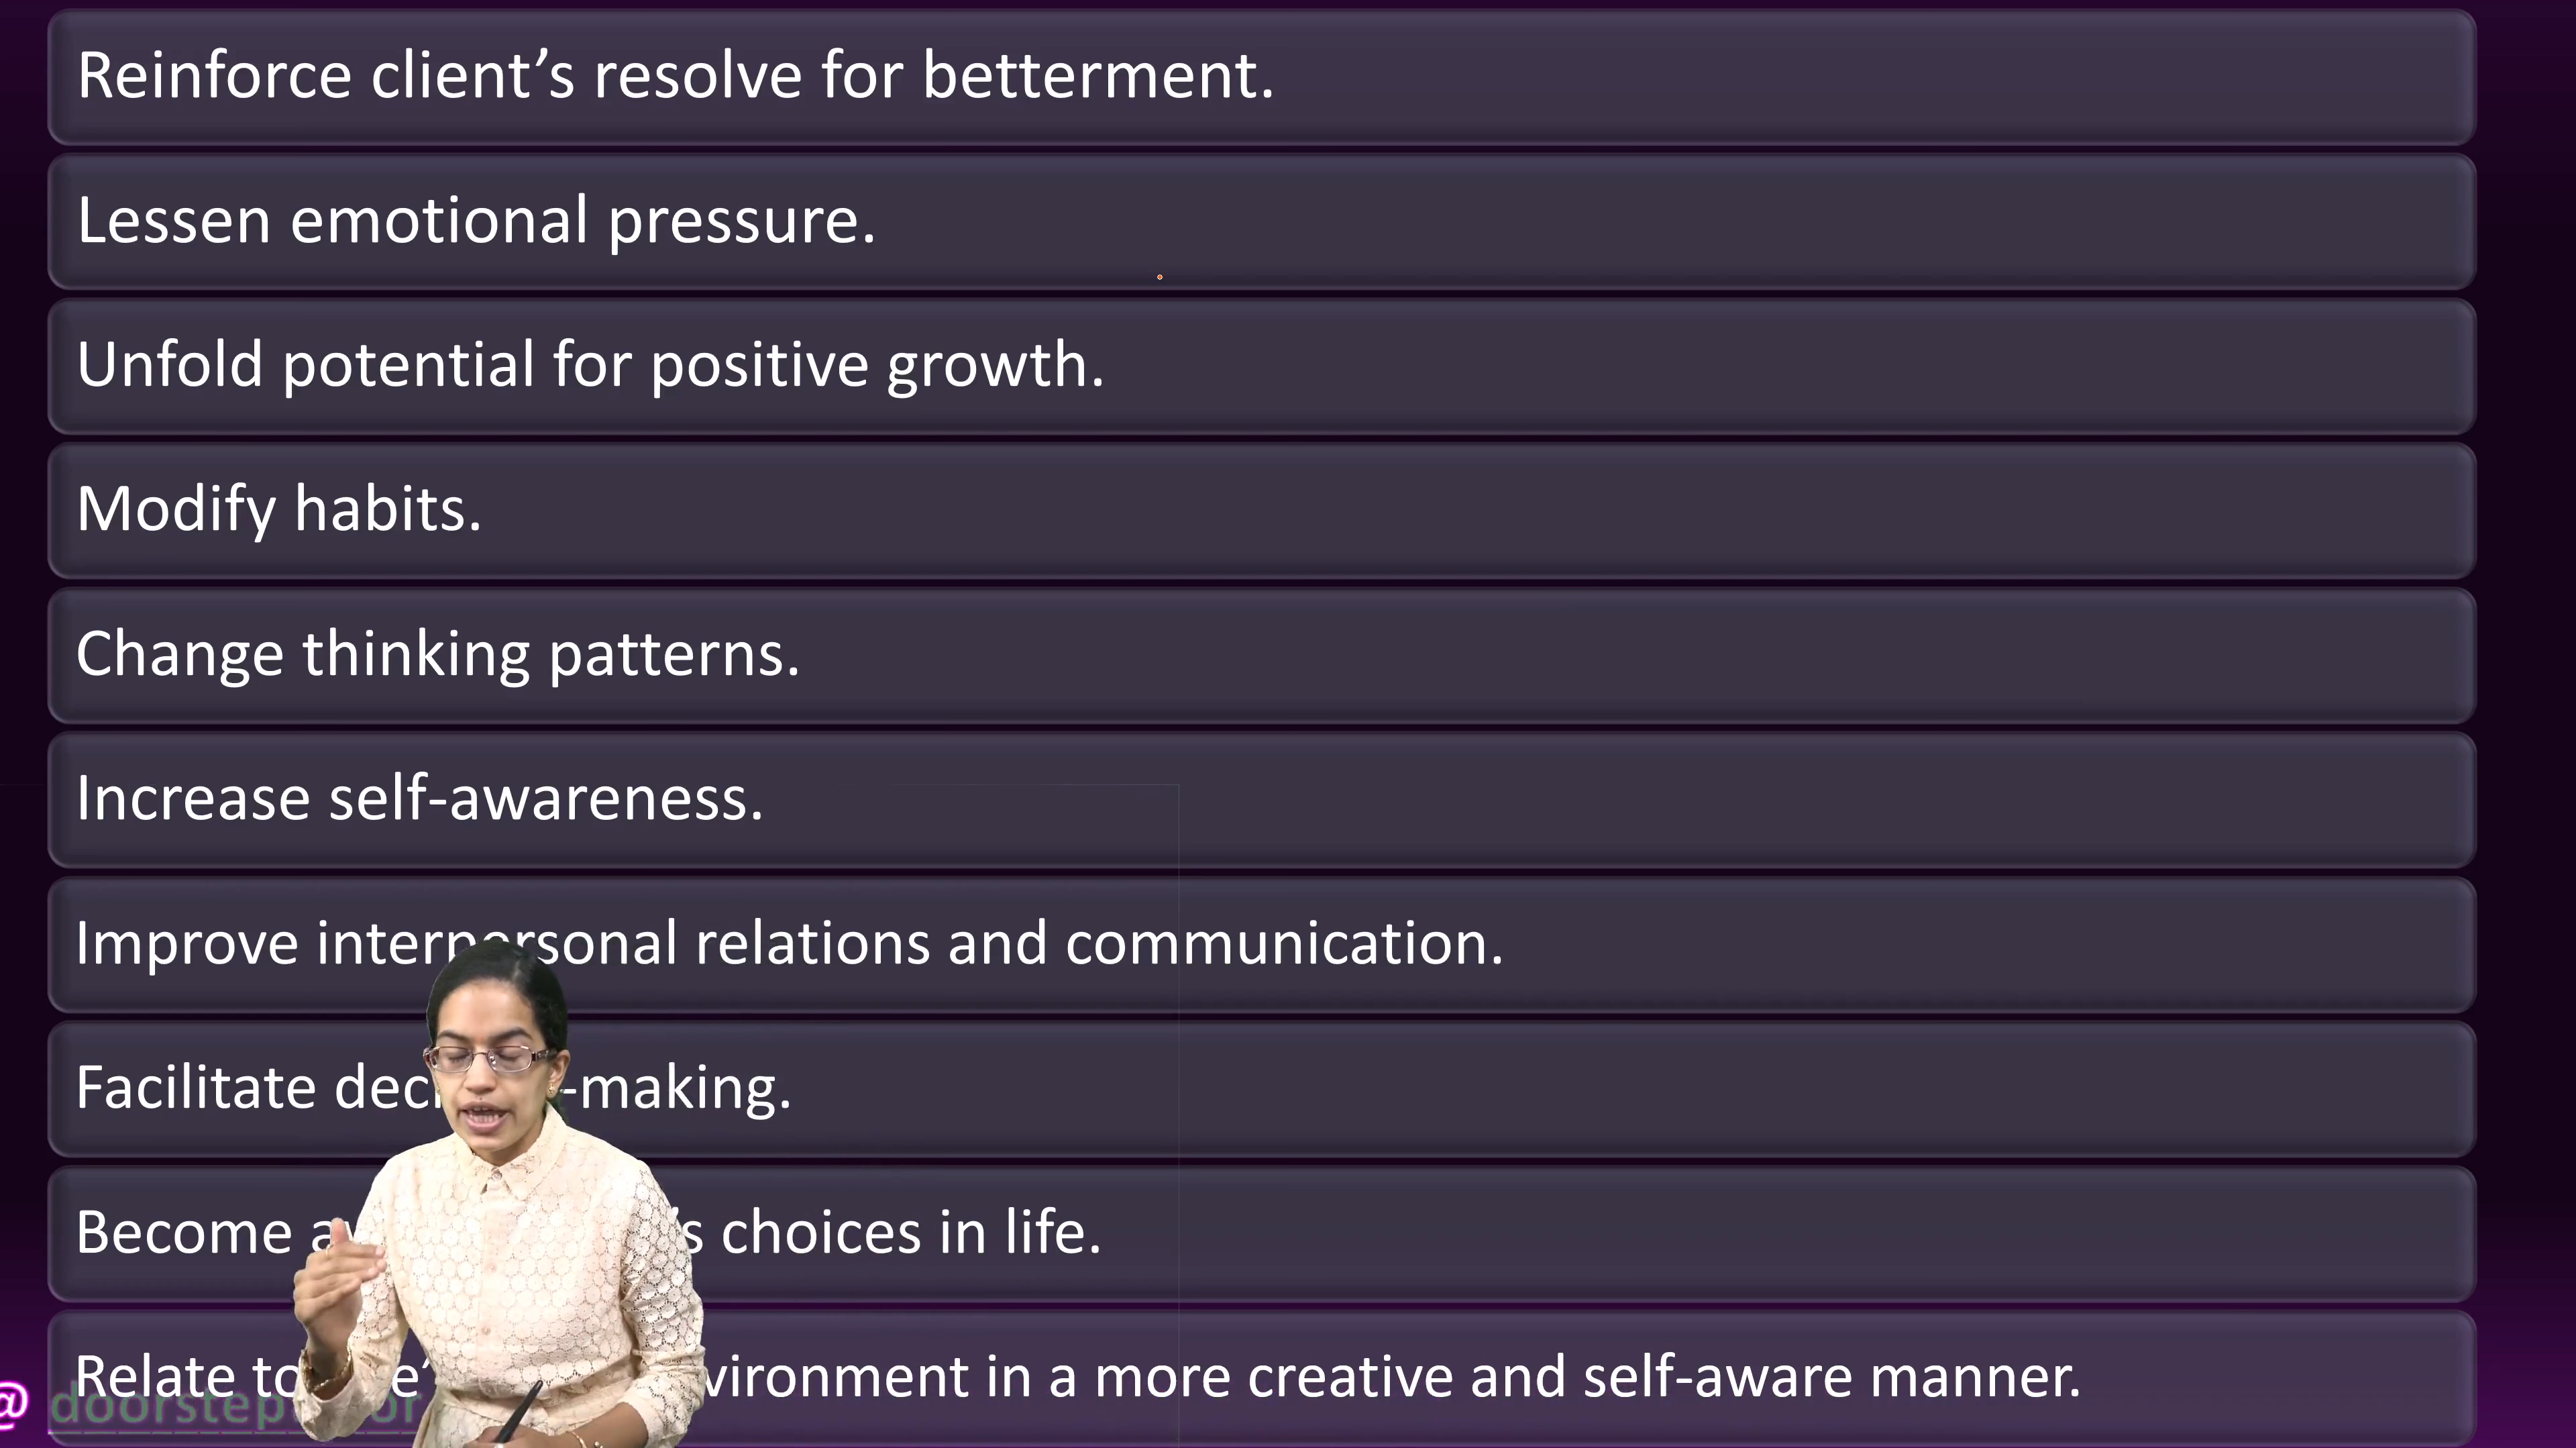 Reinforce client’s resolve for betterment.
Lessen emotional pressure.
Unfold potential for positive growth.
Modify habits.
Change thinking patterns.
Increase self-awareness.
Improve interpersonal relations and communication.
Facilitate -making.
Become choices in life.
Relate to in a more creative and self-aware manner.
@